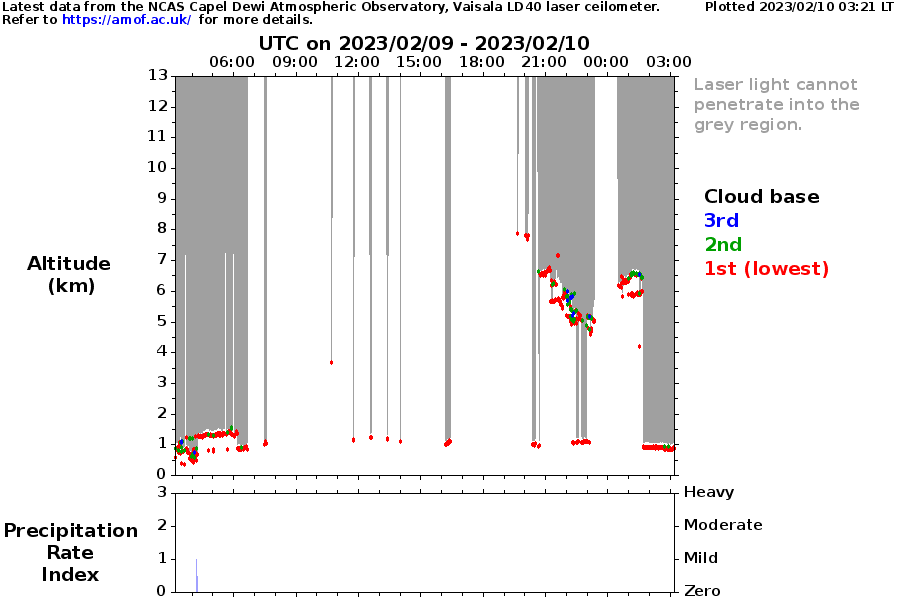 Latest data from the NCAS Capel Dewi Atmospheric Observatory, Vaisala LD40 laser ceilometer. Plotted 2023/02/10 03:21 LT
Refer to https://amof.ac.uk/ for more details.
UTC on 2023/02/09 - 2023/02/10
06:00 09:00 12:00 15:00 18:00 21:00 00:00 03:00
13
12
11
10
9
8
7
6
5
4
3
2
1
0
Altitude
(km)
Laser light cannot
penetrate into the
grey region.
Cloud base
3rd
2nd
1st (lowest)
3 Heavy
2 Moderate
1 Mild
0 Zero
Precipitation
Rate
Index